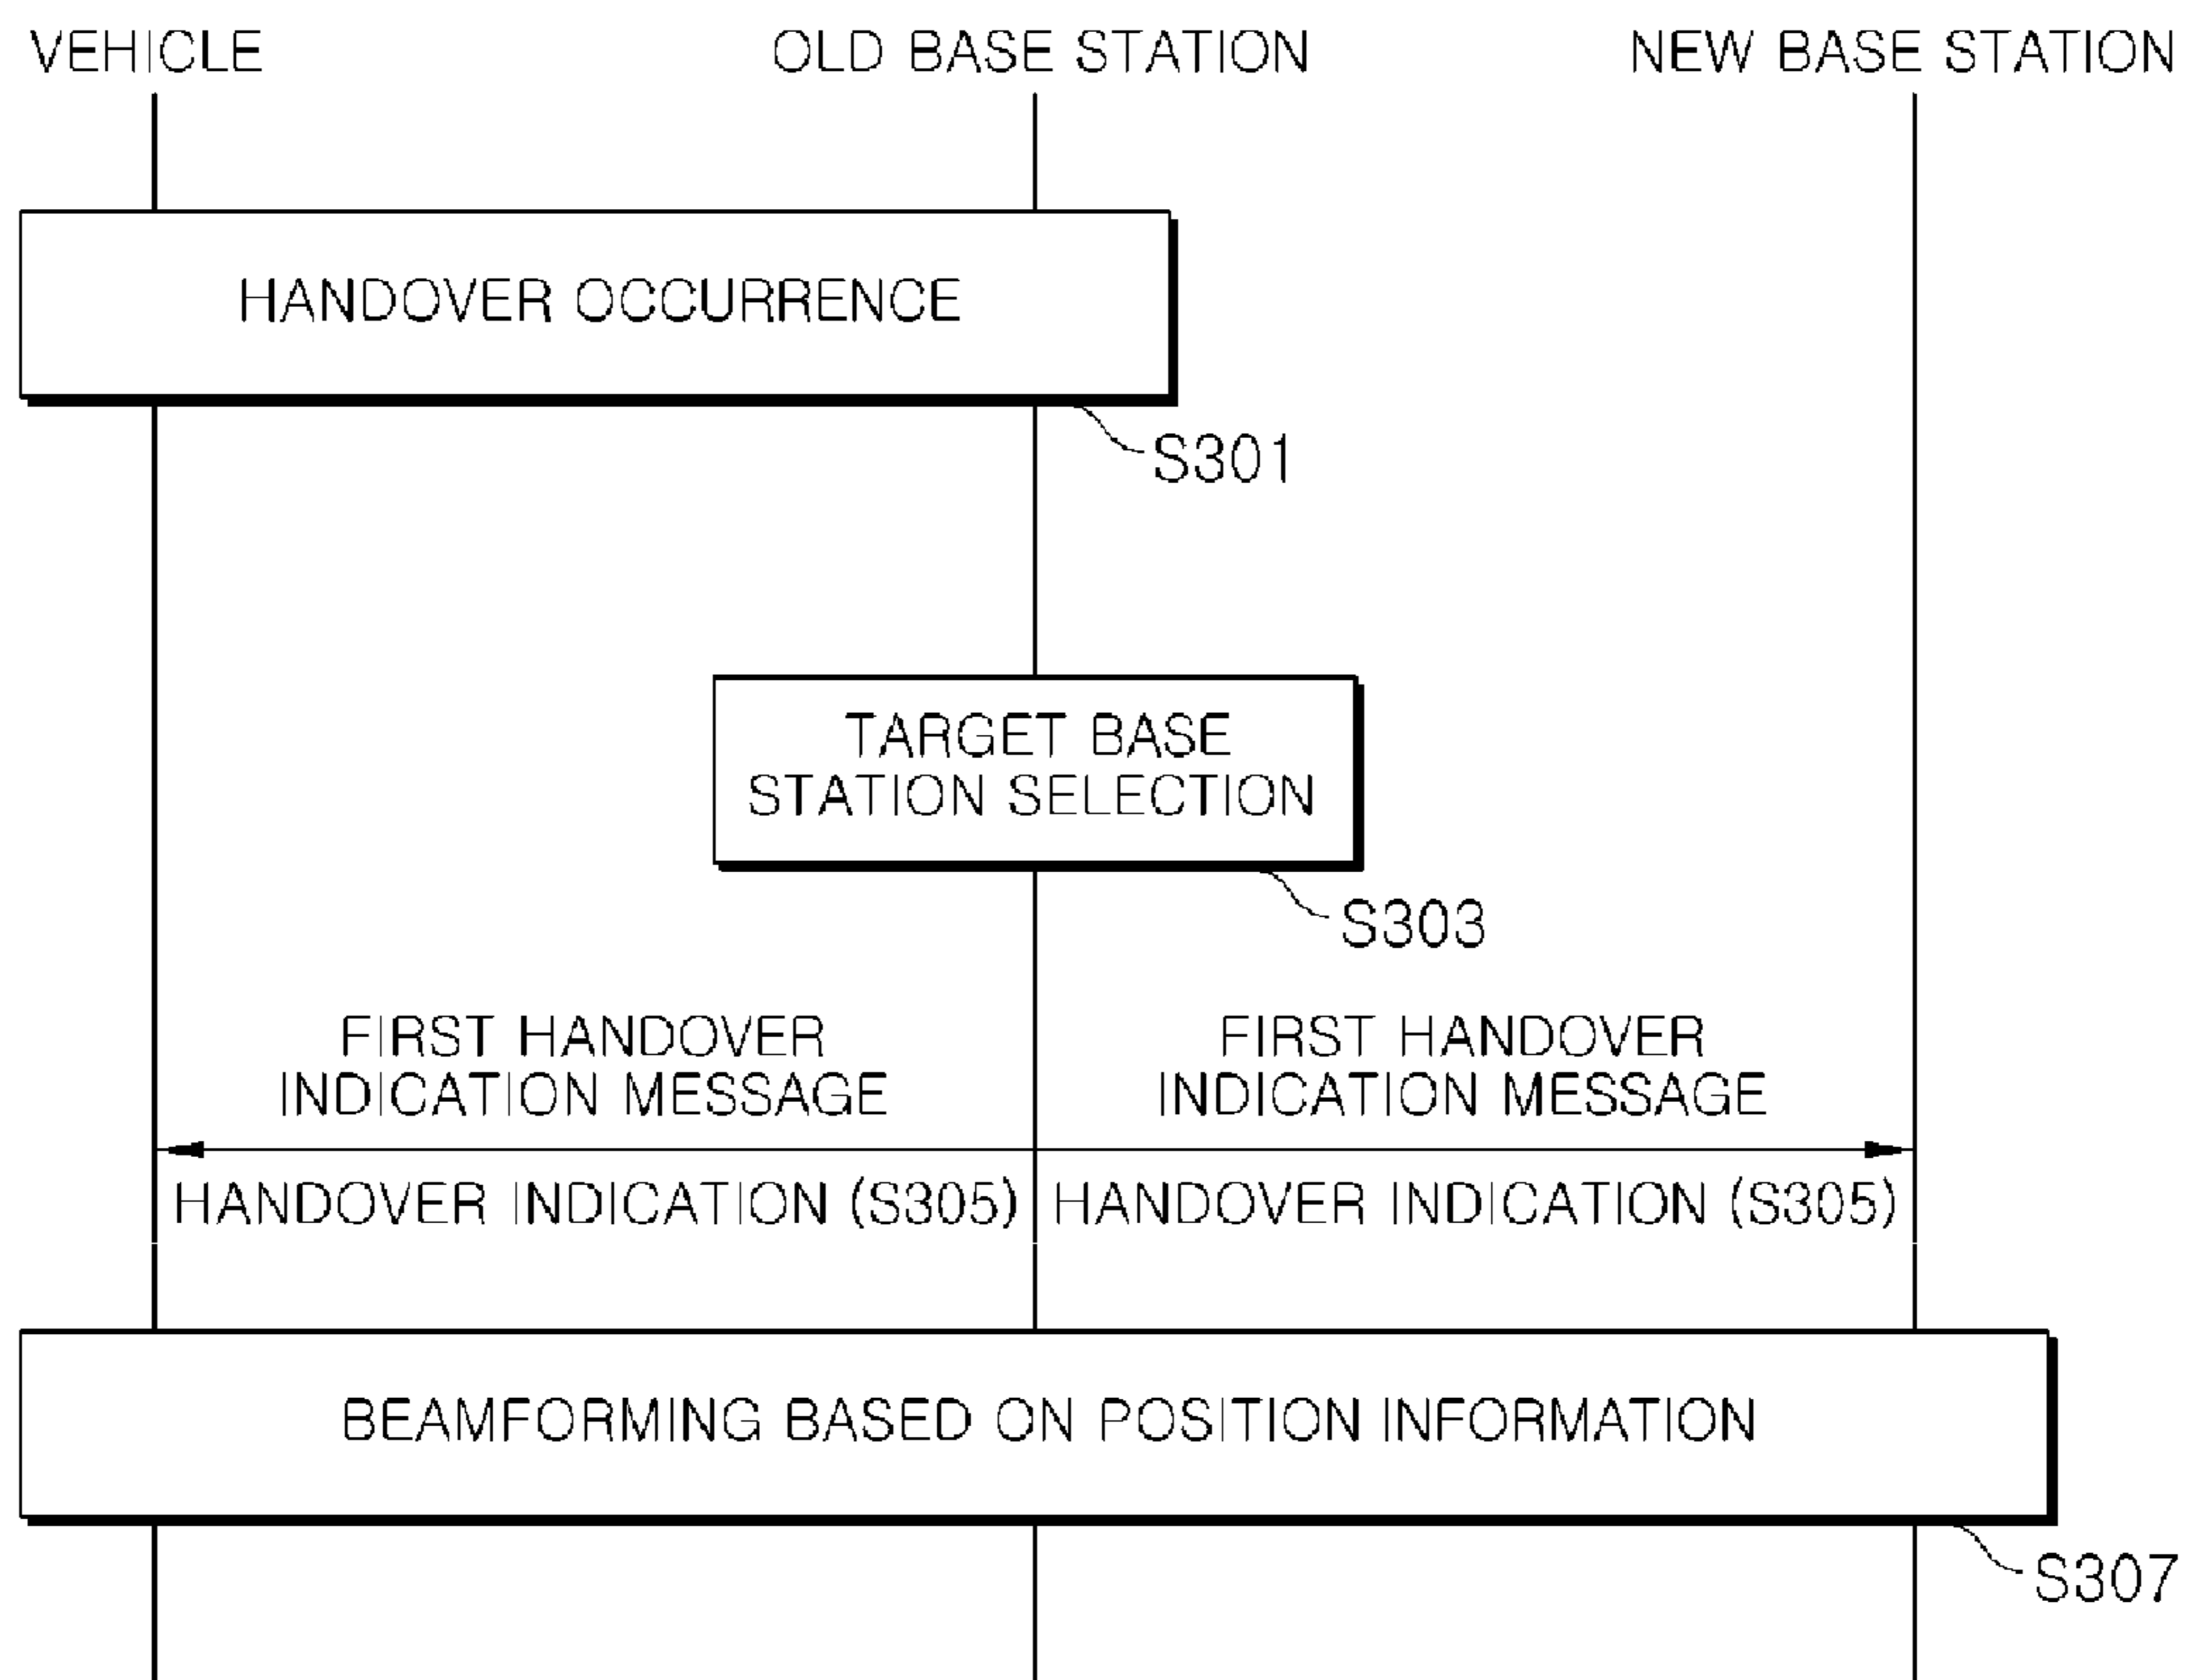 VEHICLE
OLD BASE STATION
NEW BASE STATION
HANDOVER OCCURRENCE
S301
TARGET BASE
STATION SELECTION
S303
FIRST HANDOVER
INDICATION MESSAGE
FIRST HANDOVER
INDICATION MESSAGE
HANDOVER INDICATION (S305)
HANDOVER INDICATION (S305)
BEAMFORMING BASED ON POSITION INFORMATION
S307